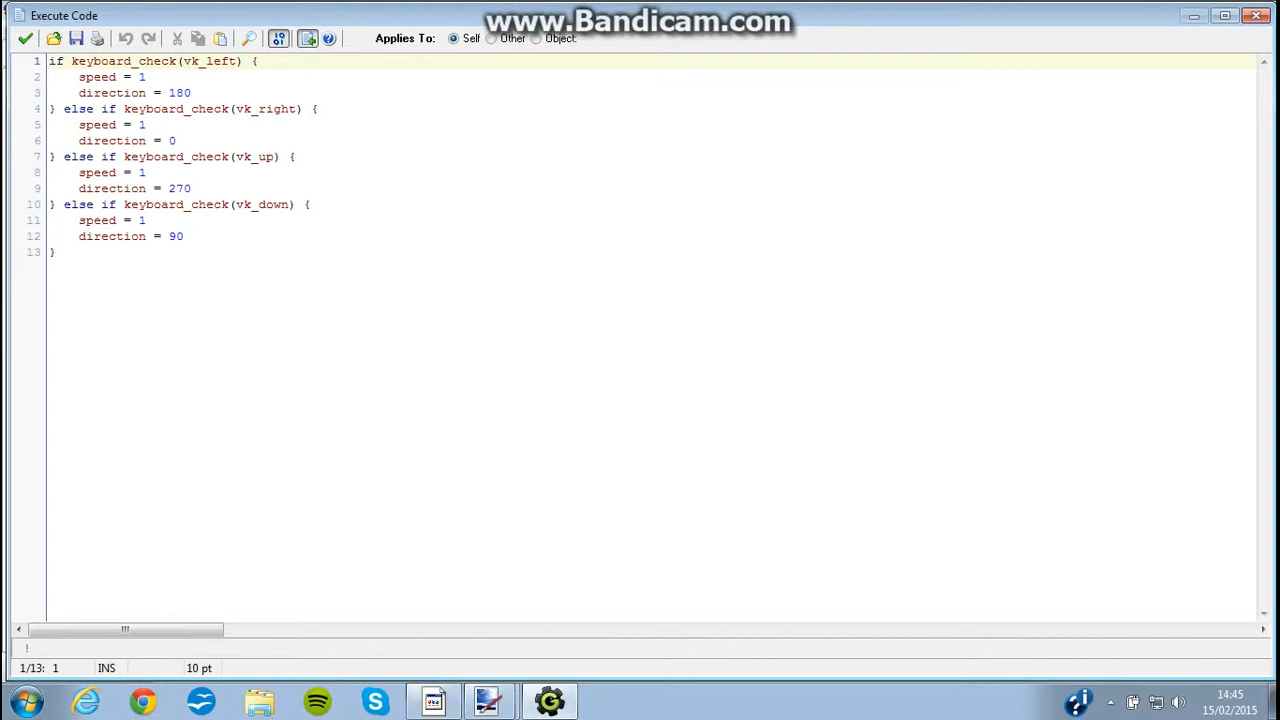 www.Bandicam.com
Execute Code
Applies To: Self Other Object:
1 if keyboard_check(vk_left) {
2 speed = 1
3 direction = 180
4 } else if keyboard_check(vk_right) {
5 speed = 1
6 direction = 0
7 } else if keyboard_check(vk_up) {
8 speed = 1
9 direction = 270
10 } else if keyboard_check(vk_down) {
11 speed = 1
12 direction = 90
13 }
1/13: 1 INS 10 pt
14:45
15/02/2015